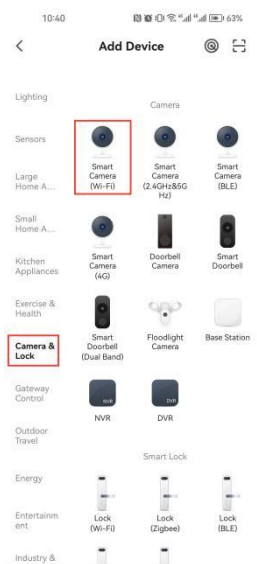 10:40
63%
Add Device
Lighting
Sensors
Large
Home A...
Small
Home A...
Kitchen
Appliances
Exercise &
Health
Camera &
Lock
Gateway
Control
Outdoor
Travel
Energy
Entertainm
ent
Industry &
Camera
Smart
Camera
(Wi-Fi)
Smart
Camera
(2.4GHz&5G
Hz)
Smart
Camera
(BLE)
Smart
Camera
(4G)
Doorbell
Camera
Smart
Doorbell
Smart
Doorbell
(Dual Band)
Floodlight
Camera
Base Station
NVR
DVR
NVR
DVR
Smart Lock
Lock
(Wi-Fi)
Lock
(Zigbee)
Lock
(BLE)